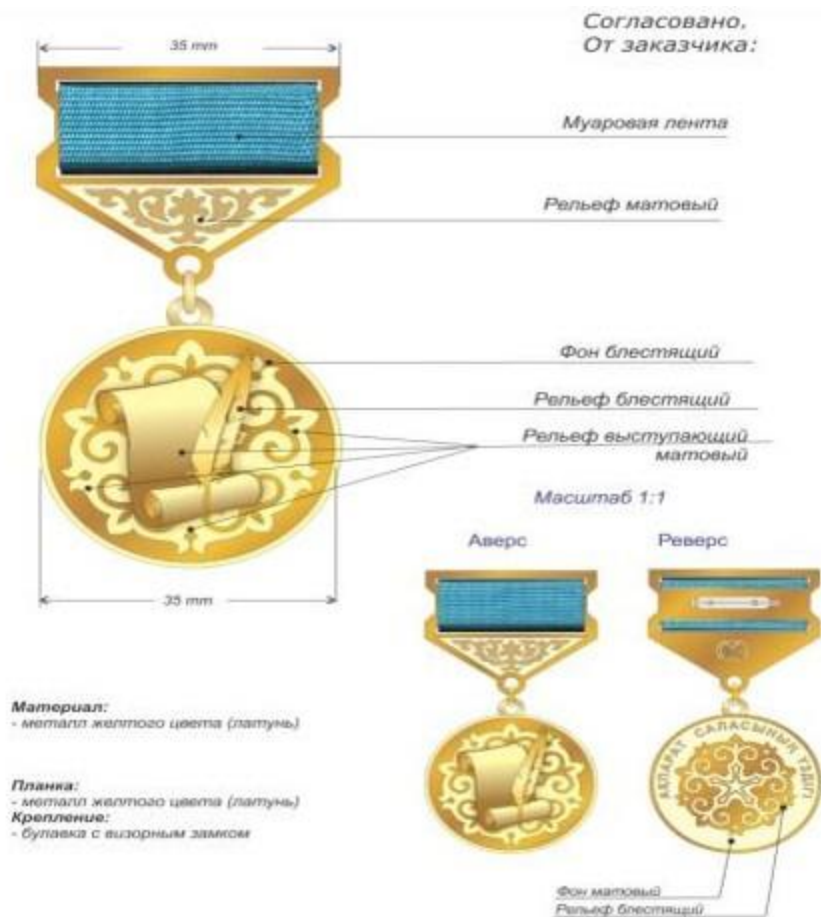 Согласовано.
От заказчика:
35 mm
Муаровая лента
Рельеф матовый
Фон блестящий
Рельеф блестящий
Рельеф выступающий
матовый
Масштаб 1:1
Аверс
Реверс
35 mm
Материал:
- металл желтого цвета (латунь)
Планка:
- металл желтого цвета (латунь)
Крепление:
- булавка с визорным замком
АҚПАРАТ САЛАСЫНЫҢ ҮЗДІГІ
Фон матовый
Рельеф блестящий